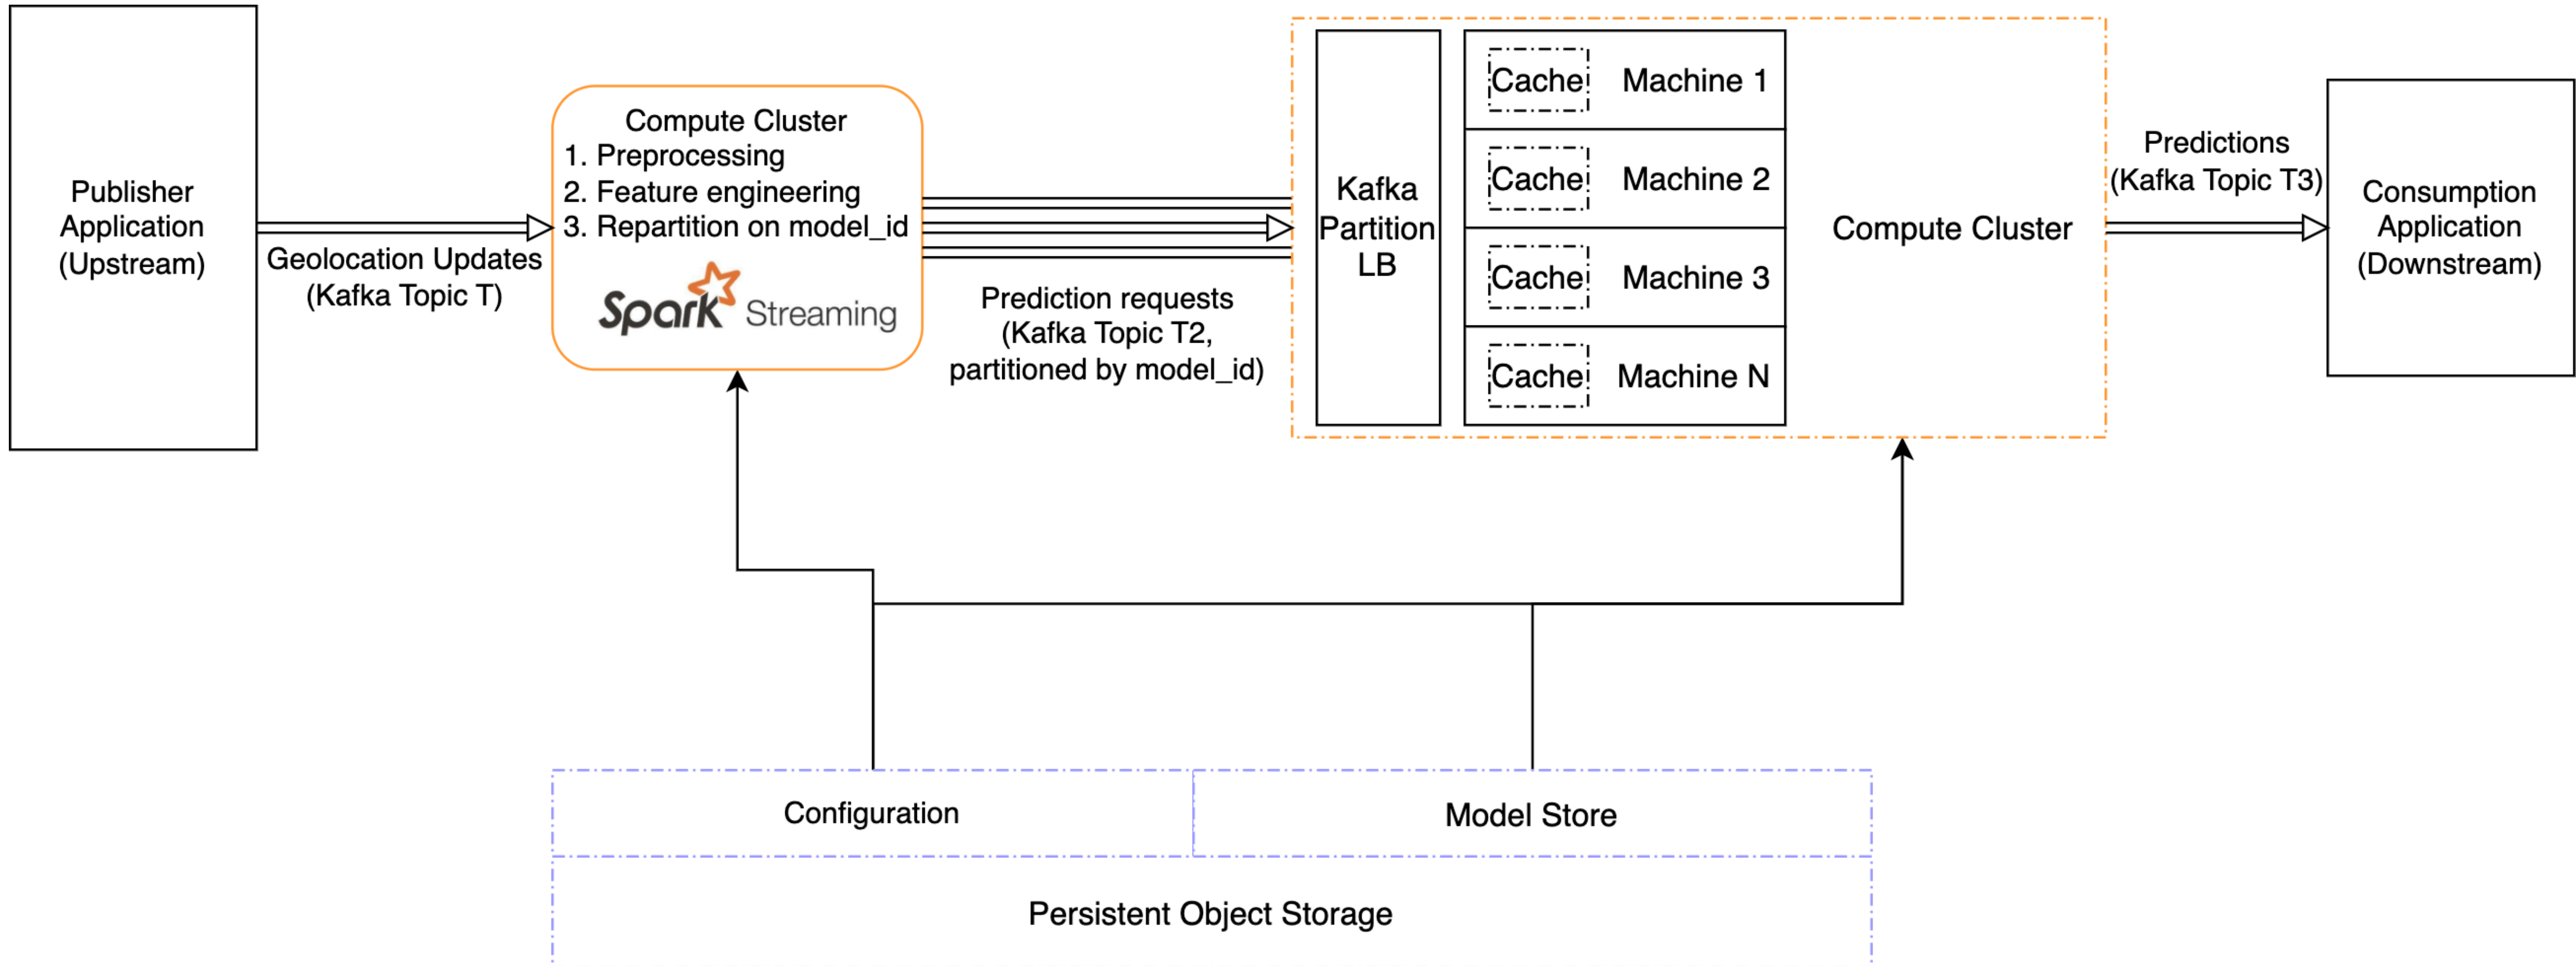 Publisher
Application
(Upstream)
Geolocation Updates
(Kafka Topic T)
Compute Cluster
1. Preprocessing
2. Feature engineering
3. Repartition on model_id
Spark Streaming
Prediction requests
(Kafka Topic T2,
partitioned by model_id)
Kafka
Partition
LB
Cache Machine 1
Cache Machine 2
Cache Machine 3
Cache Machine N
Compute Cluster
Predictions
(Kafka Topic T3)
Consumption
Application
(Downstream)
Configuration
Model Store
Persistent Object Storage